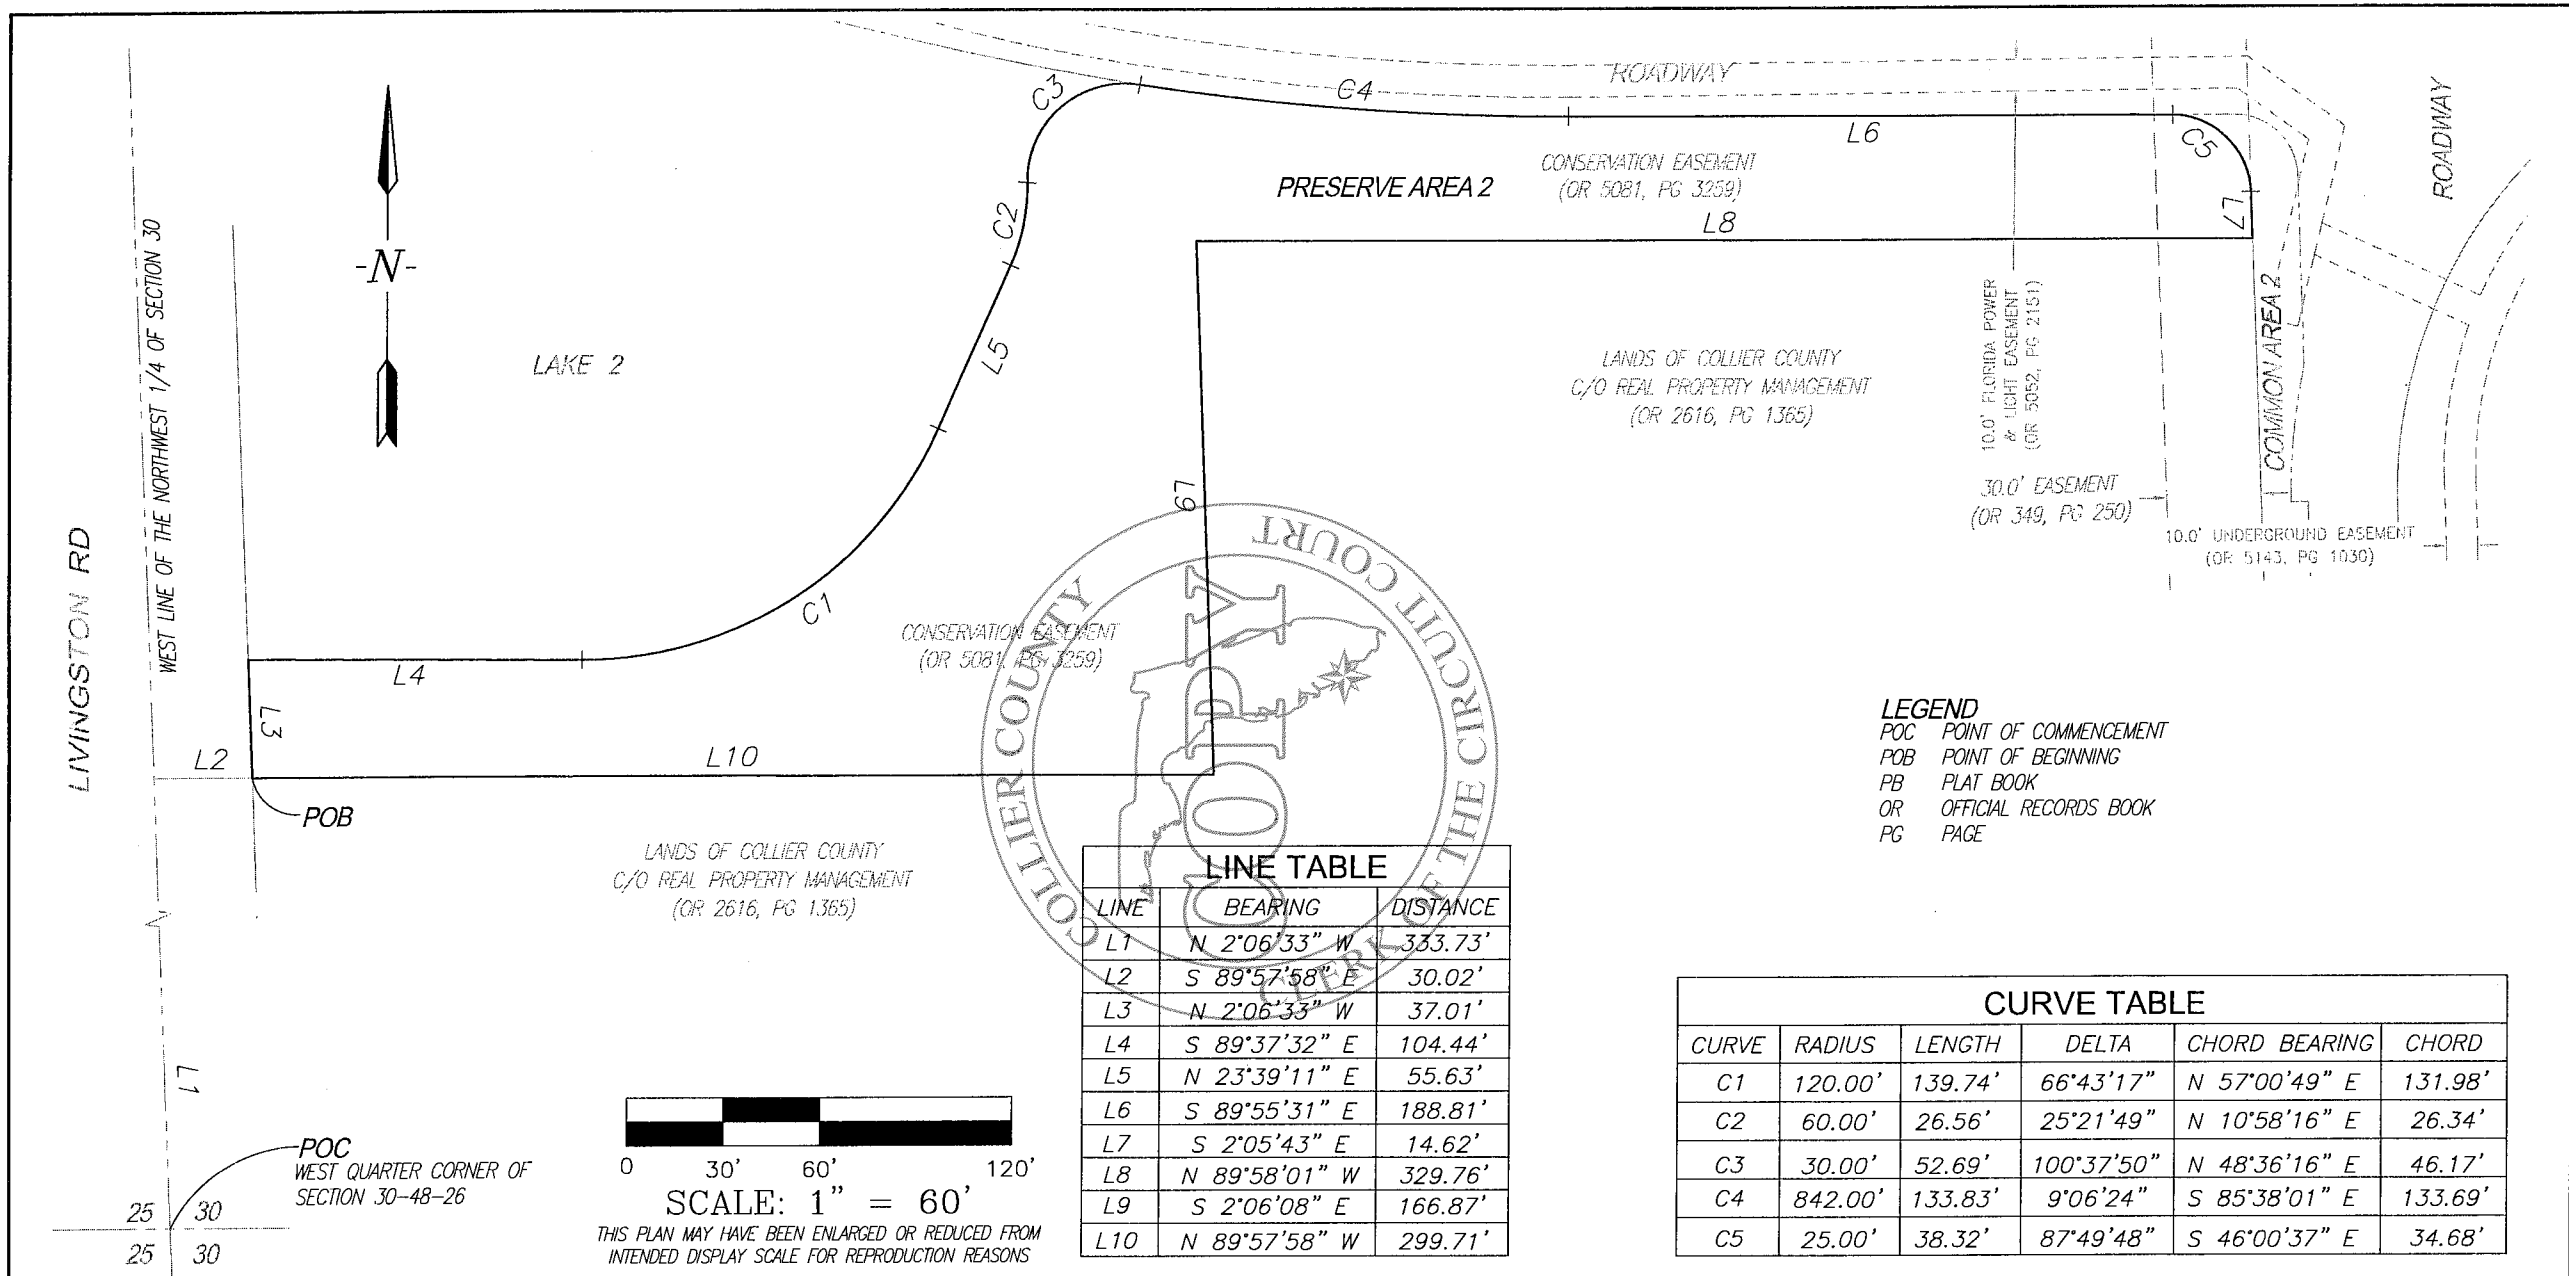 ROADWAY
ROADWAY
C3
C4
L6
C5
CONSERVATION EASEMENT
(OR 5081, PG 3259)
PRESERVE AREA 2
L7
C2
L8
-N-
WEST LINE OF THE NORTHWEST 1/4 OF SECTION 30
LAKE 2
L5
LANDS OF COLLIER COUNTY
C/O REAL PROPERTY MANAGEMENT
(OR 2616, PG 1365)
10.0' FLORIDA POWER
& LIGHT EASEMENT
(OR 5052, PG 2151)
COMMON AREA 2
L9
30.0' EASEMENT
(OR 349, PG 250)
10.0' UNDERGROUND EASEMENT
(OR 5143, PG 1030)
LIVINGSTON RD
C1
CONSERVATION EASEMENT
(OR 5081, PG 3259)
L4
L3
L2
L10
POB
COLLIER COUNTY
CLERK OF THE CIRCUIT COURT
COPY
LEGEND
POC POINT OF COMMENCEMENT
POB POINT OF BEGINNING
PB PLAT BOOK
OR OFFICIAL RECORDS BOOK
PG PAGE
LANDS OF COLLIER COUNTY
C/O REAL PROPERTY MANAGEMENT
(OR 2616, PG 1365)
L1
POC
WEST QUARTER CORNER OF
SECTION 30-48-26
25 30
25 30
0 30' 60' 120'
SCALE: 1" = 60'
THIS PLAN MAY HAVE BEEN ENLARGED OR REDUCED FROM
INTENDED DISPLAY SCALE FOR REPRODUCTION REASONS
LINE TABLE
LINE BEARING DISTANCE
L1 N 2°06'33" W 333.73'
L2 S 89°57'58" E 30.02'
L3 N 2°06'33" W 37.01'
L4 S 89°37'32" E 104.44'
L5 N 23°39'11" E 55.63'
L6 S 89°55'31" E 188.81'
L7 S 2°05'43" E 14.62'
L8 N 89°58'01" W 329.76'
L9 S 2°06'08" E 166.87'
L10 N 89°57'58" W 299.71'
CURVE TABLE
CURVE RADIUS LENGTH DELTA CHORD BEARING CHORD
C1 120.00' 139.74' 66°43'17" N 57°00'49" E 131.98'
C2 60.00' 26.56' 25°21'49" N 10°58'16" E 26.34'
C3 30.00' 52.69' 100°37'50" N 48°36'16" E 46.17'
C4 842.00' 133.83' 9°06'24" S 85°38'01" E 133.69'
C5 25.00' 38.32' 87°49'48" S 46°00'37" E 34.68'